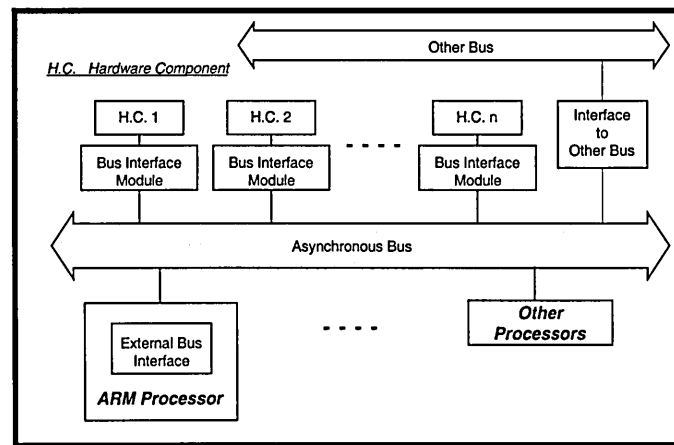 Other Bus
H.C. Hardware Component
H.C. 1
H.C. 2
H.C. n
Interface
to
Other Bus
Bus Interface
Module
Bus Interface
Module
Bus Interface
Module
Asynchronous Bus
External Bus
Interface
ARM Processor
Other
Processors